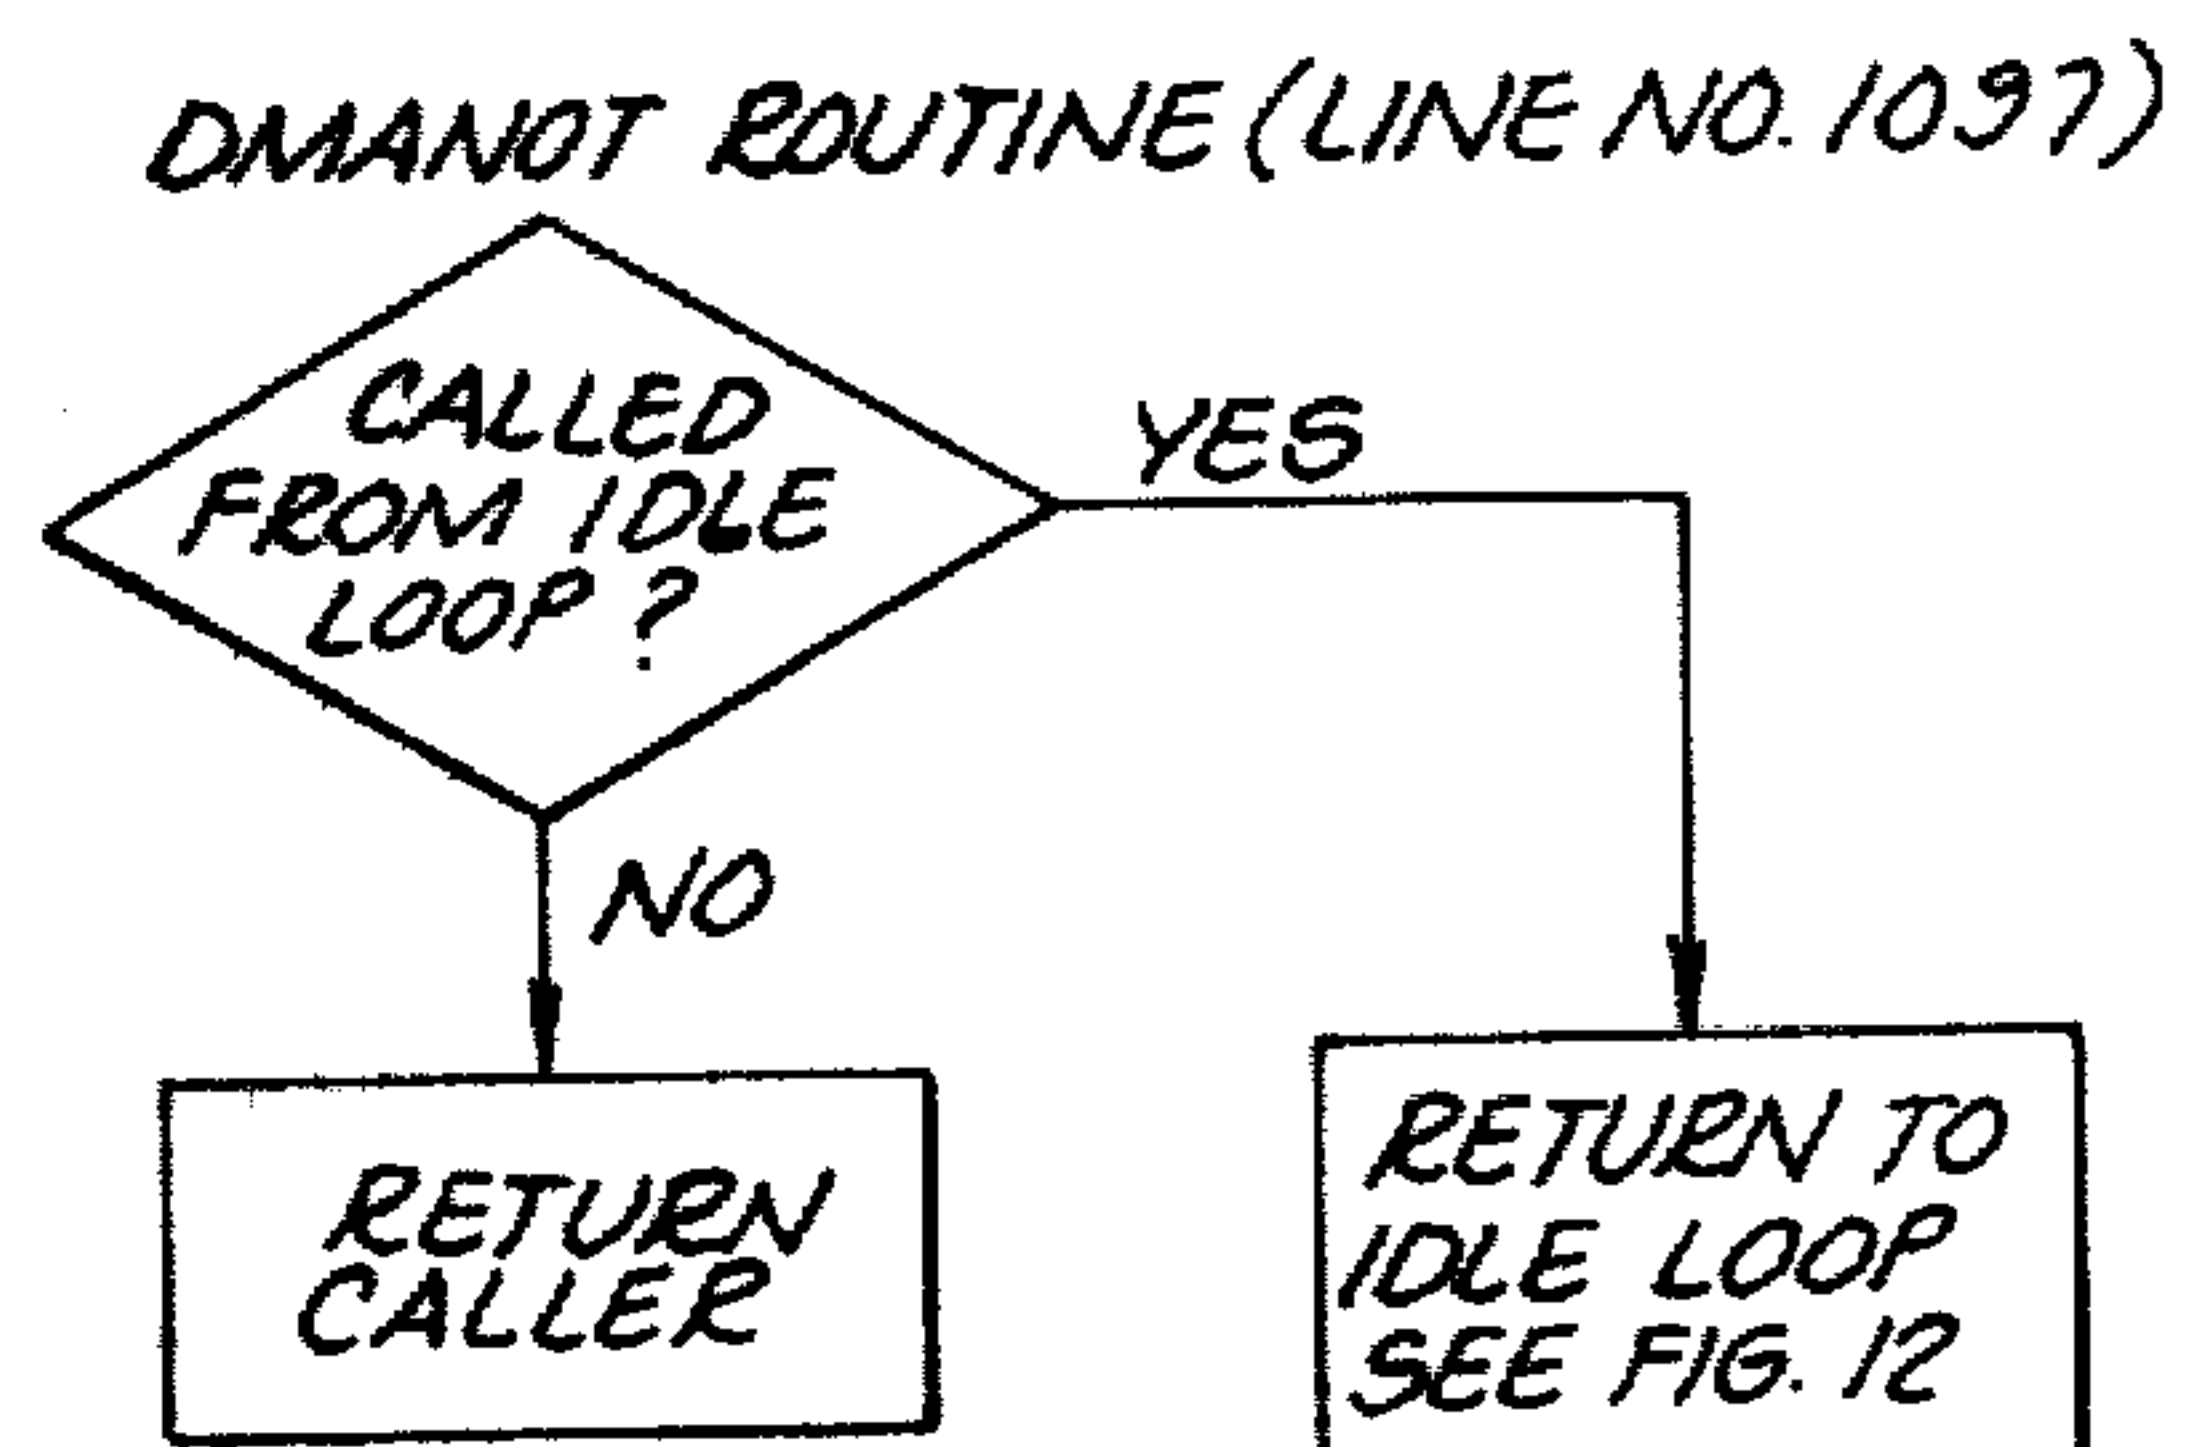 DMANOT ROUTINE (LINE NO. 1097)
CALLED
FROM IDLE
LOOP ?
YES
NO
RETURN
CALLER
RETURN TO
IDLE LOOP
SEE FIG. 12